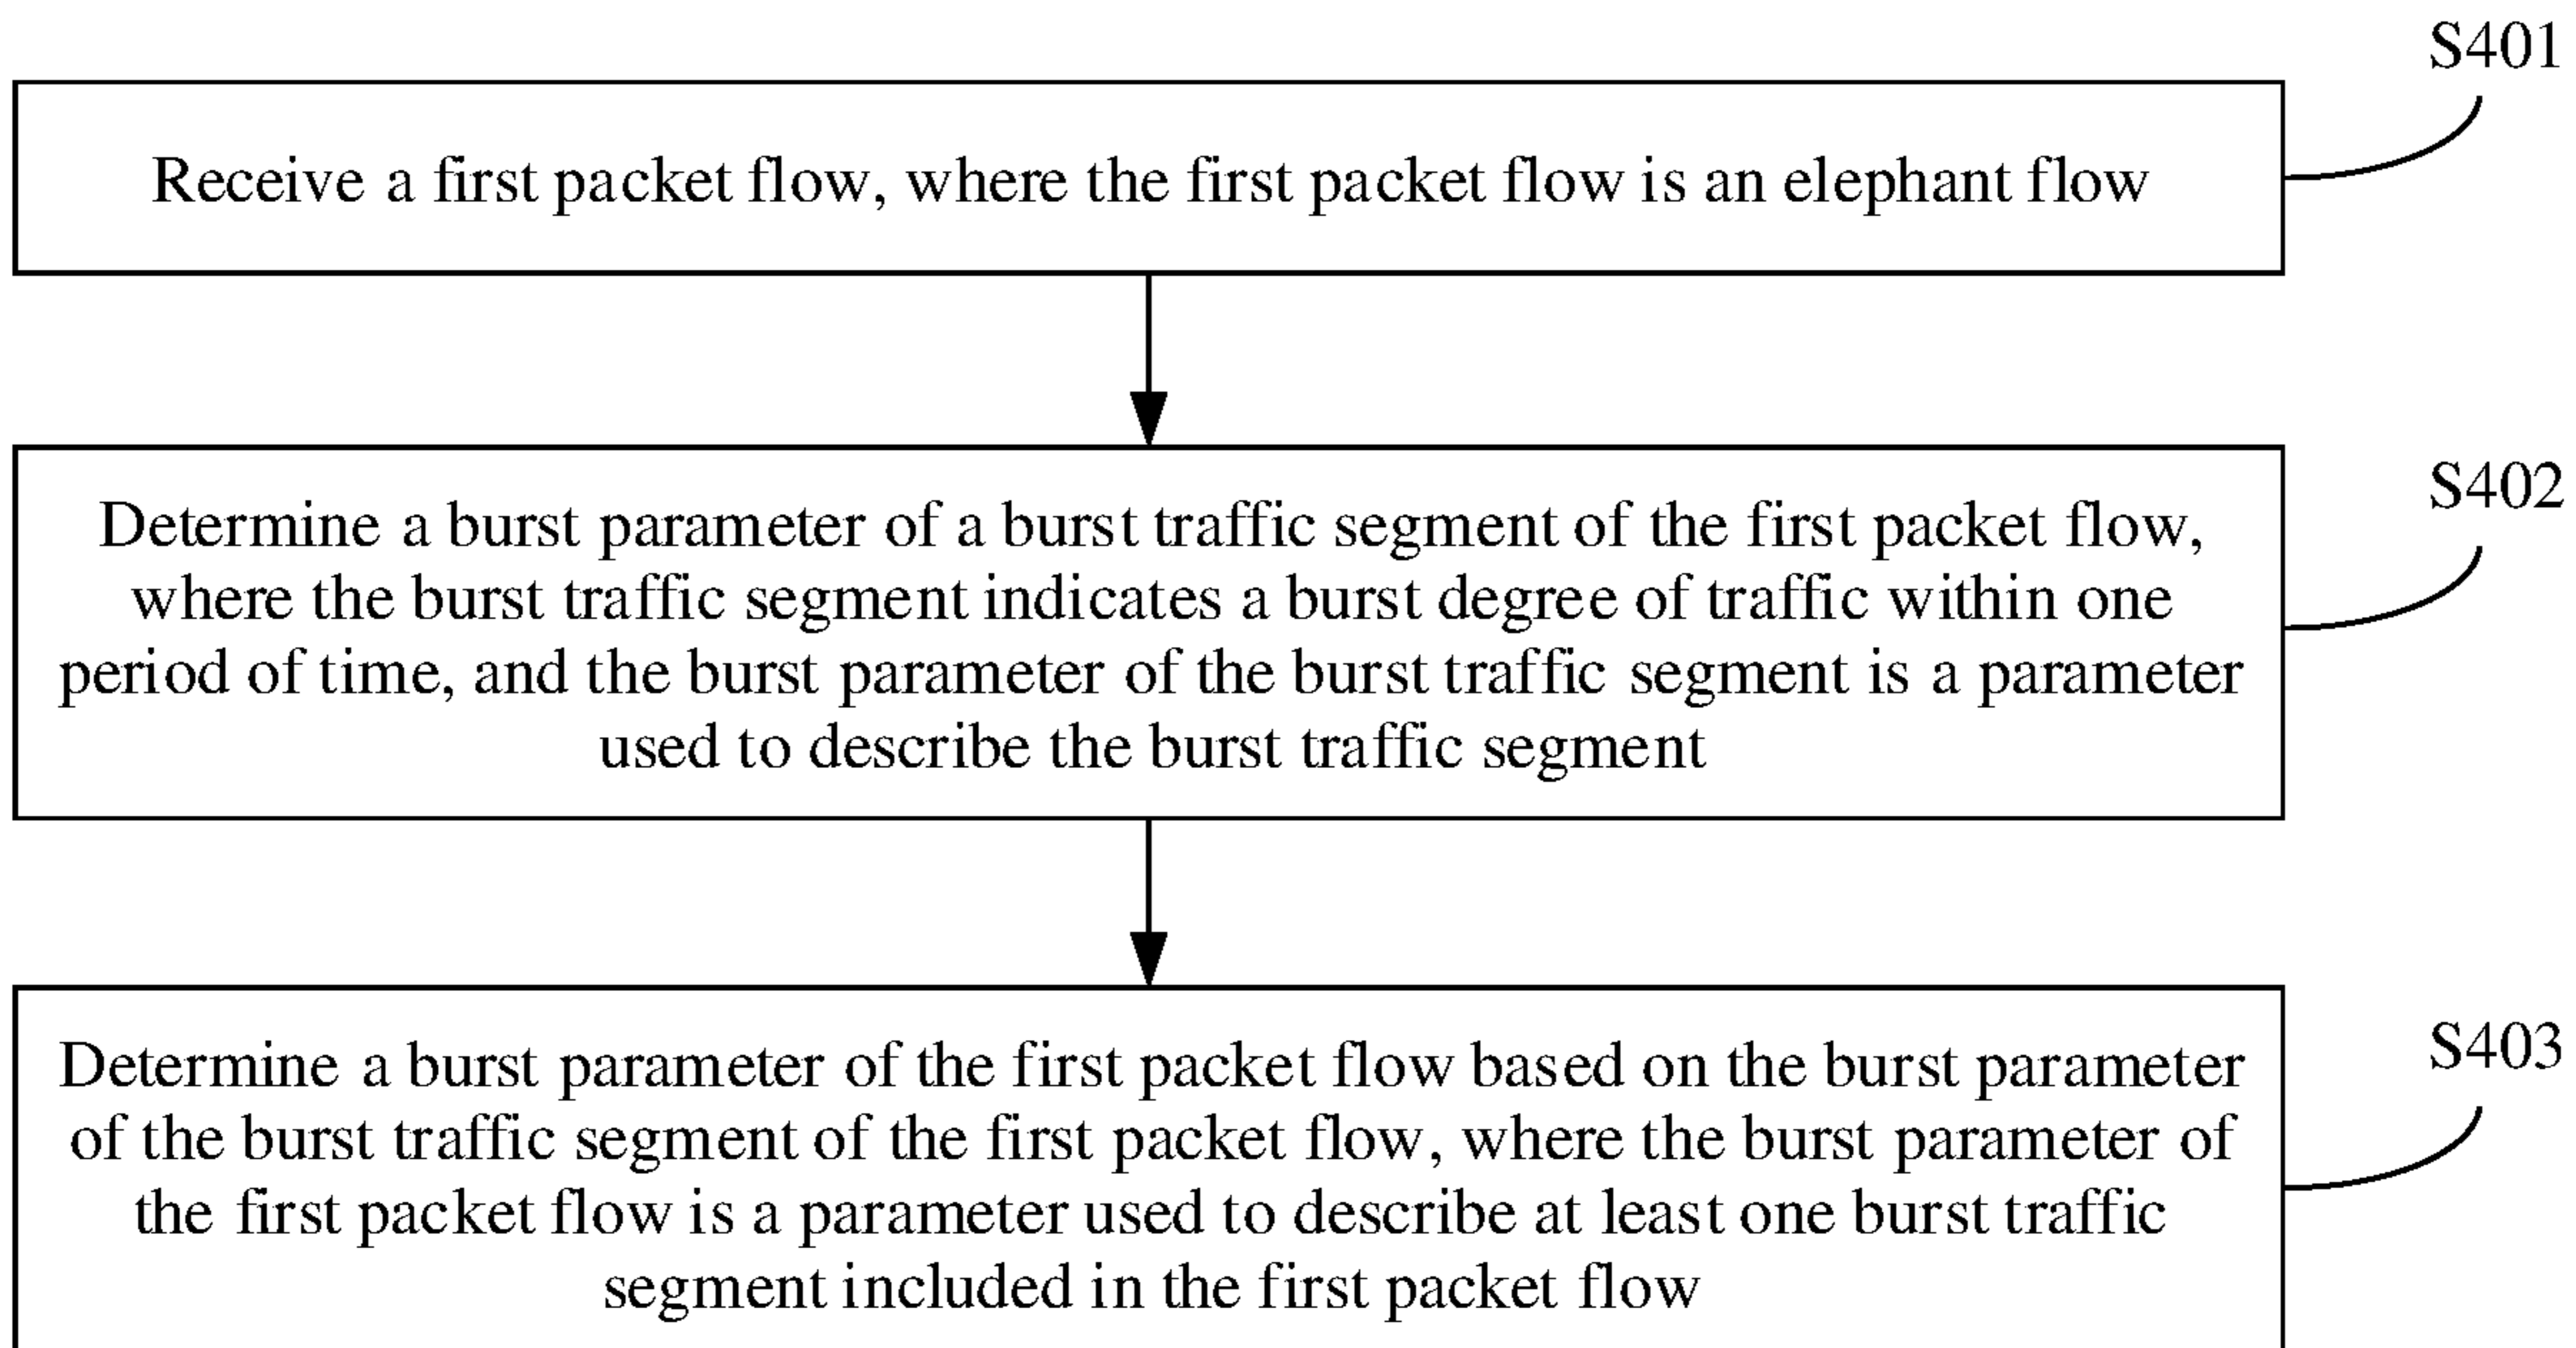 S401
Receive a first packet flow, where the first packet flow is an elephant flow
S402
Determine a burst parameter of a burst traffic segment of the first packet flow,
where the burst traffic segment indicates a burst degree of traffic within one
period of time, and the burst parameter of the burst traffic segment is a parameter
used to describe the burst traffic segment
S403
Determine a burst parameter of the first packet flow based on the burst parameter
of the burst traffic segment of the first packet flow, where the burst parameter of
the first packet flow is a parameter used to describe at least one burst traffic
segment included in the first packet flow